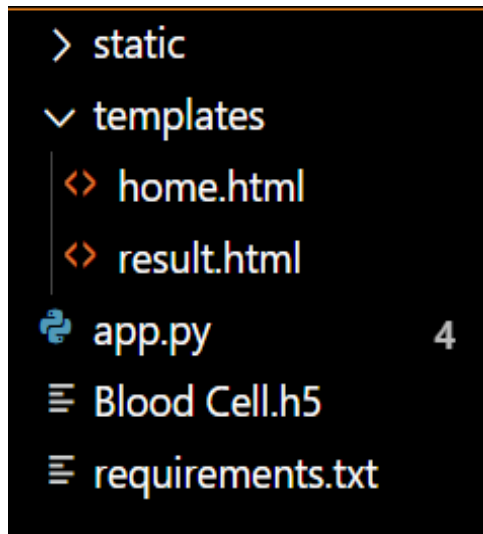 static
templates
home.html
result.html
app.py 4
Blood Cell.h5
requirements.txt